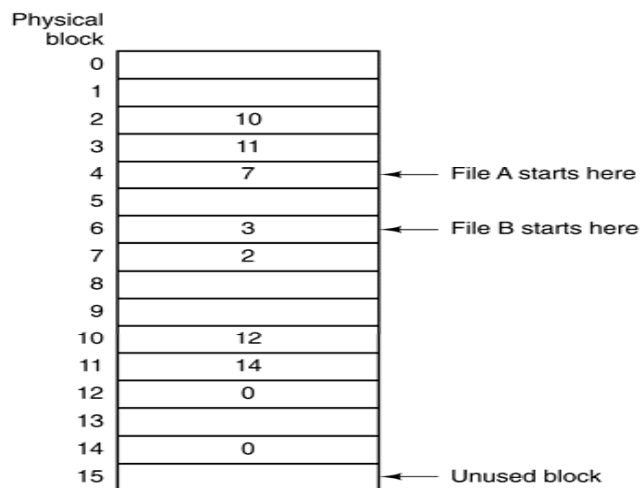 Physical
block
0
1
2 10
3 11
4 7 File A starts here
5
6 3 File B starts here
7 2
8
9
10 12
11 14
12 0
13
14 0
15 Unused block